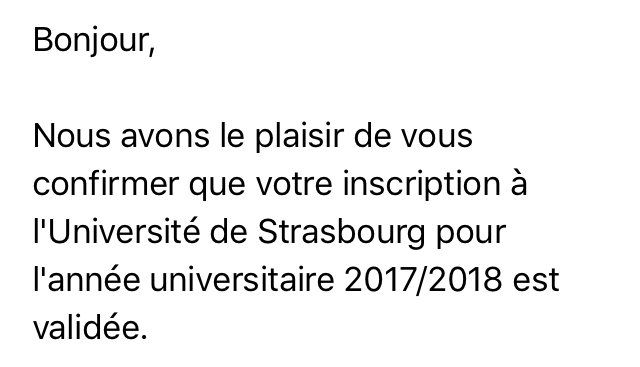 Bonjour,
Nous avons le plaisir de vous
confirmer que votre inscription à
l'Université de Strasbourg pour
l'année universitaire 2017/2018 est
validée.